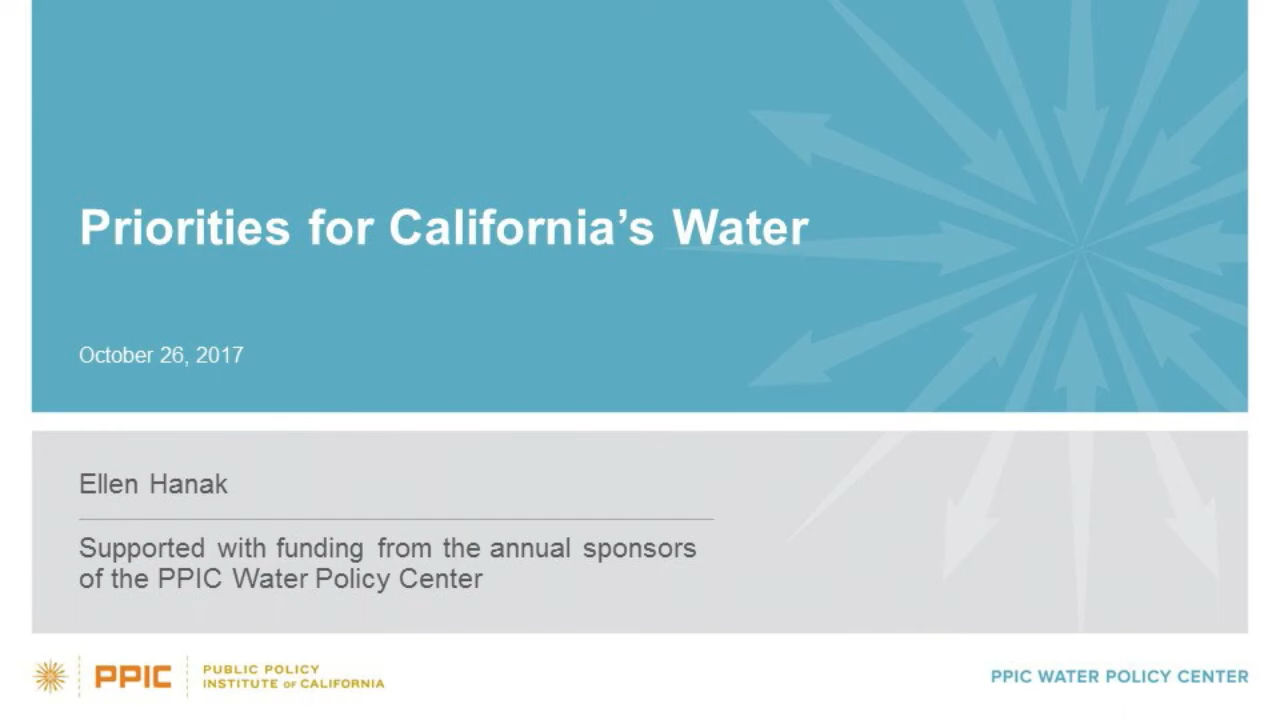 Priorities for California’s Water
October 26, 2017
Ellen Hanak
Supported with funding from the annual sponsors
of the PPIC Water Policy Center
PPIC
PUBLIC POLICY
INSTITUTE OF CALIFORNIA
PPIC WATER POLICY CENTER